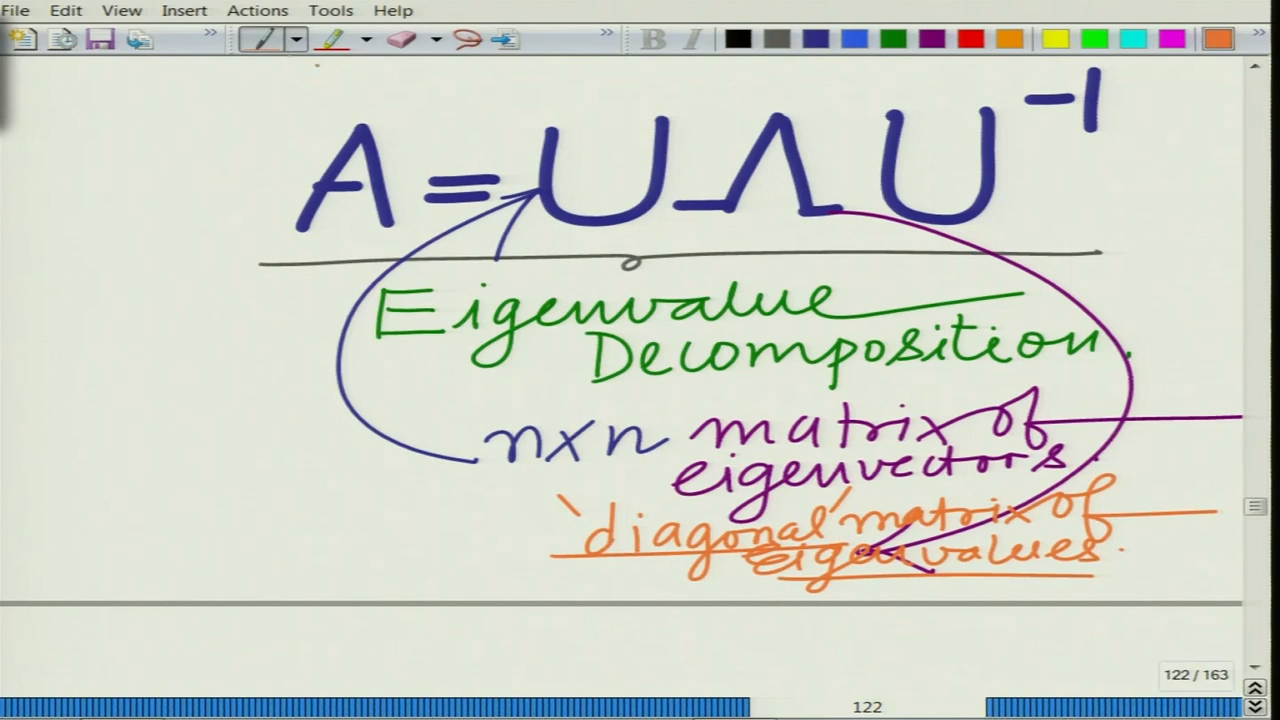 File Edit View Insert Actions Tools Help
B I
A = U Λ U⁻¹
Eigenvalue
Decomposition.
n×n matrix of
eigenvectors.
'diagonal' matrix of
eigenvalues.
122 / 163
122